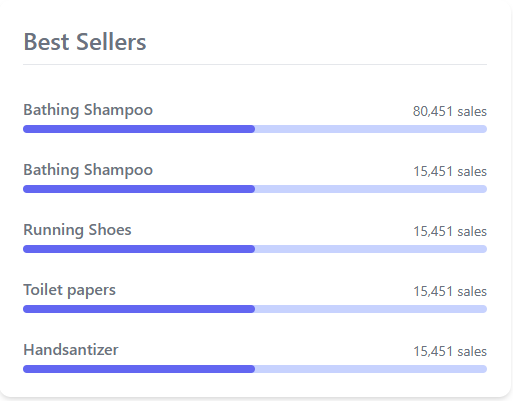 Best Sellers
Bathing Shampoo 80,451 sales
Bathing Shampoo 15,451 sales
Running Shoes 15,451 sales
Toilet papers 15,451 sales
Handsantizer 15,451 sales